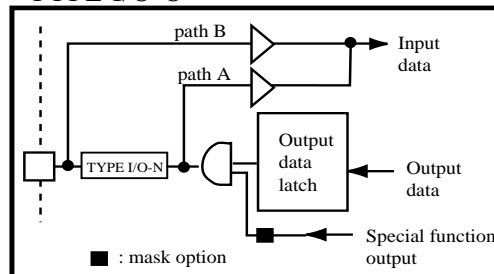 TYPE I/O-O
path B
Input
data
path A
TYPE I/O-N
Output
data
latch
Output
data
Special function
output
: mask option